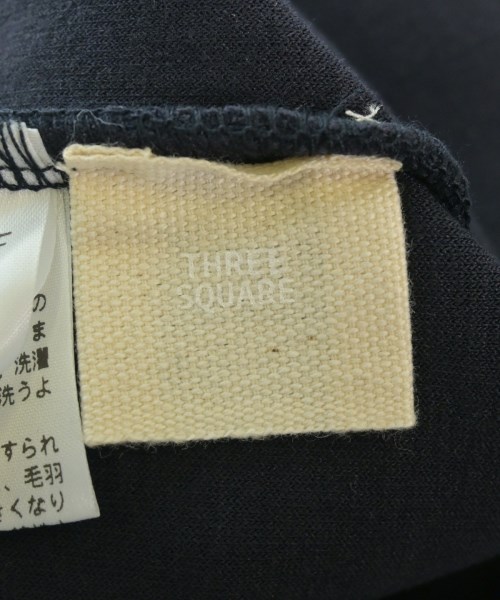 THREE
SQUARE
の
ま
洗濯
洗うよ
すられ
、毛羽
くなり